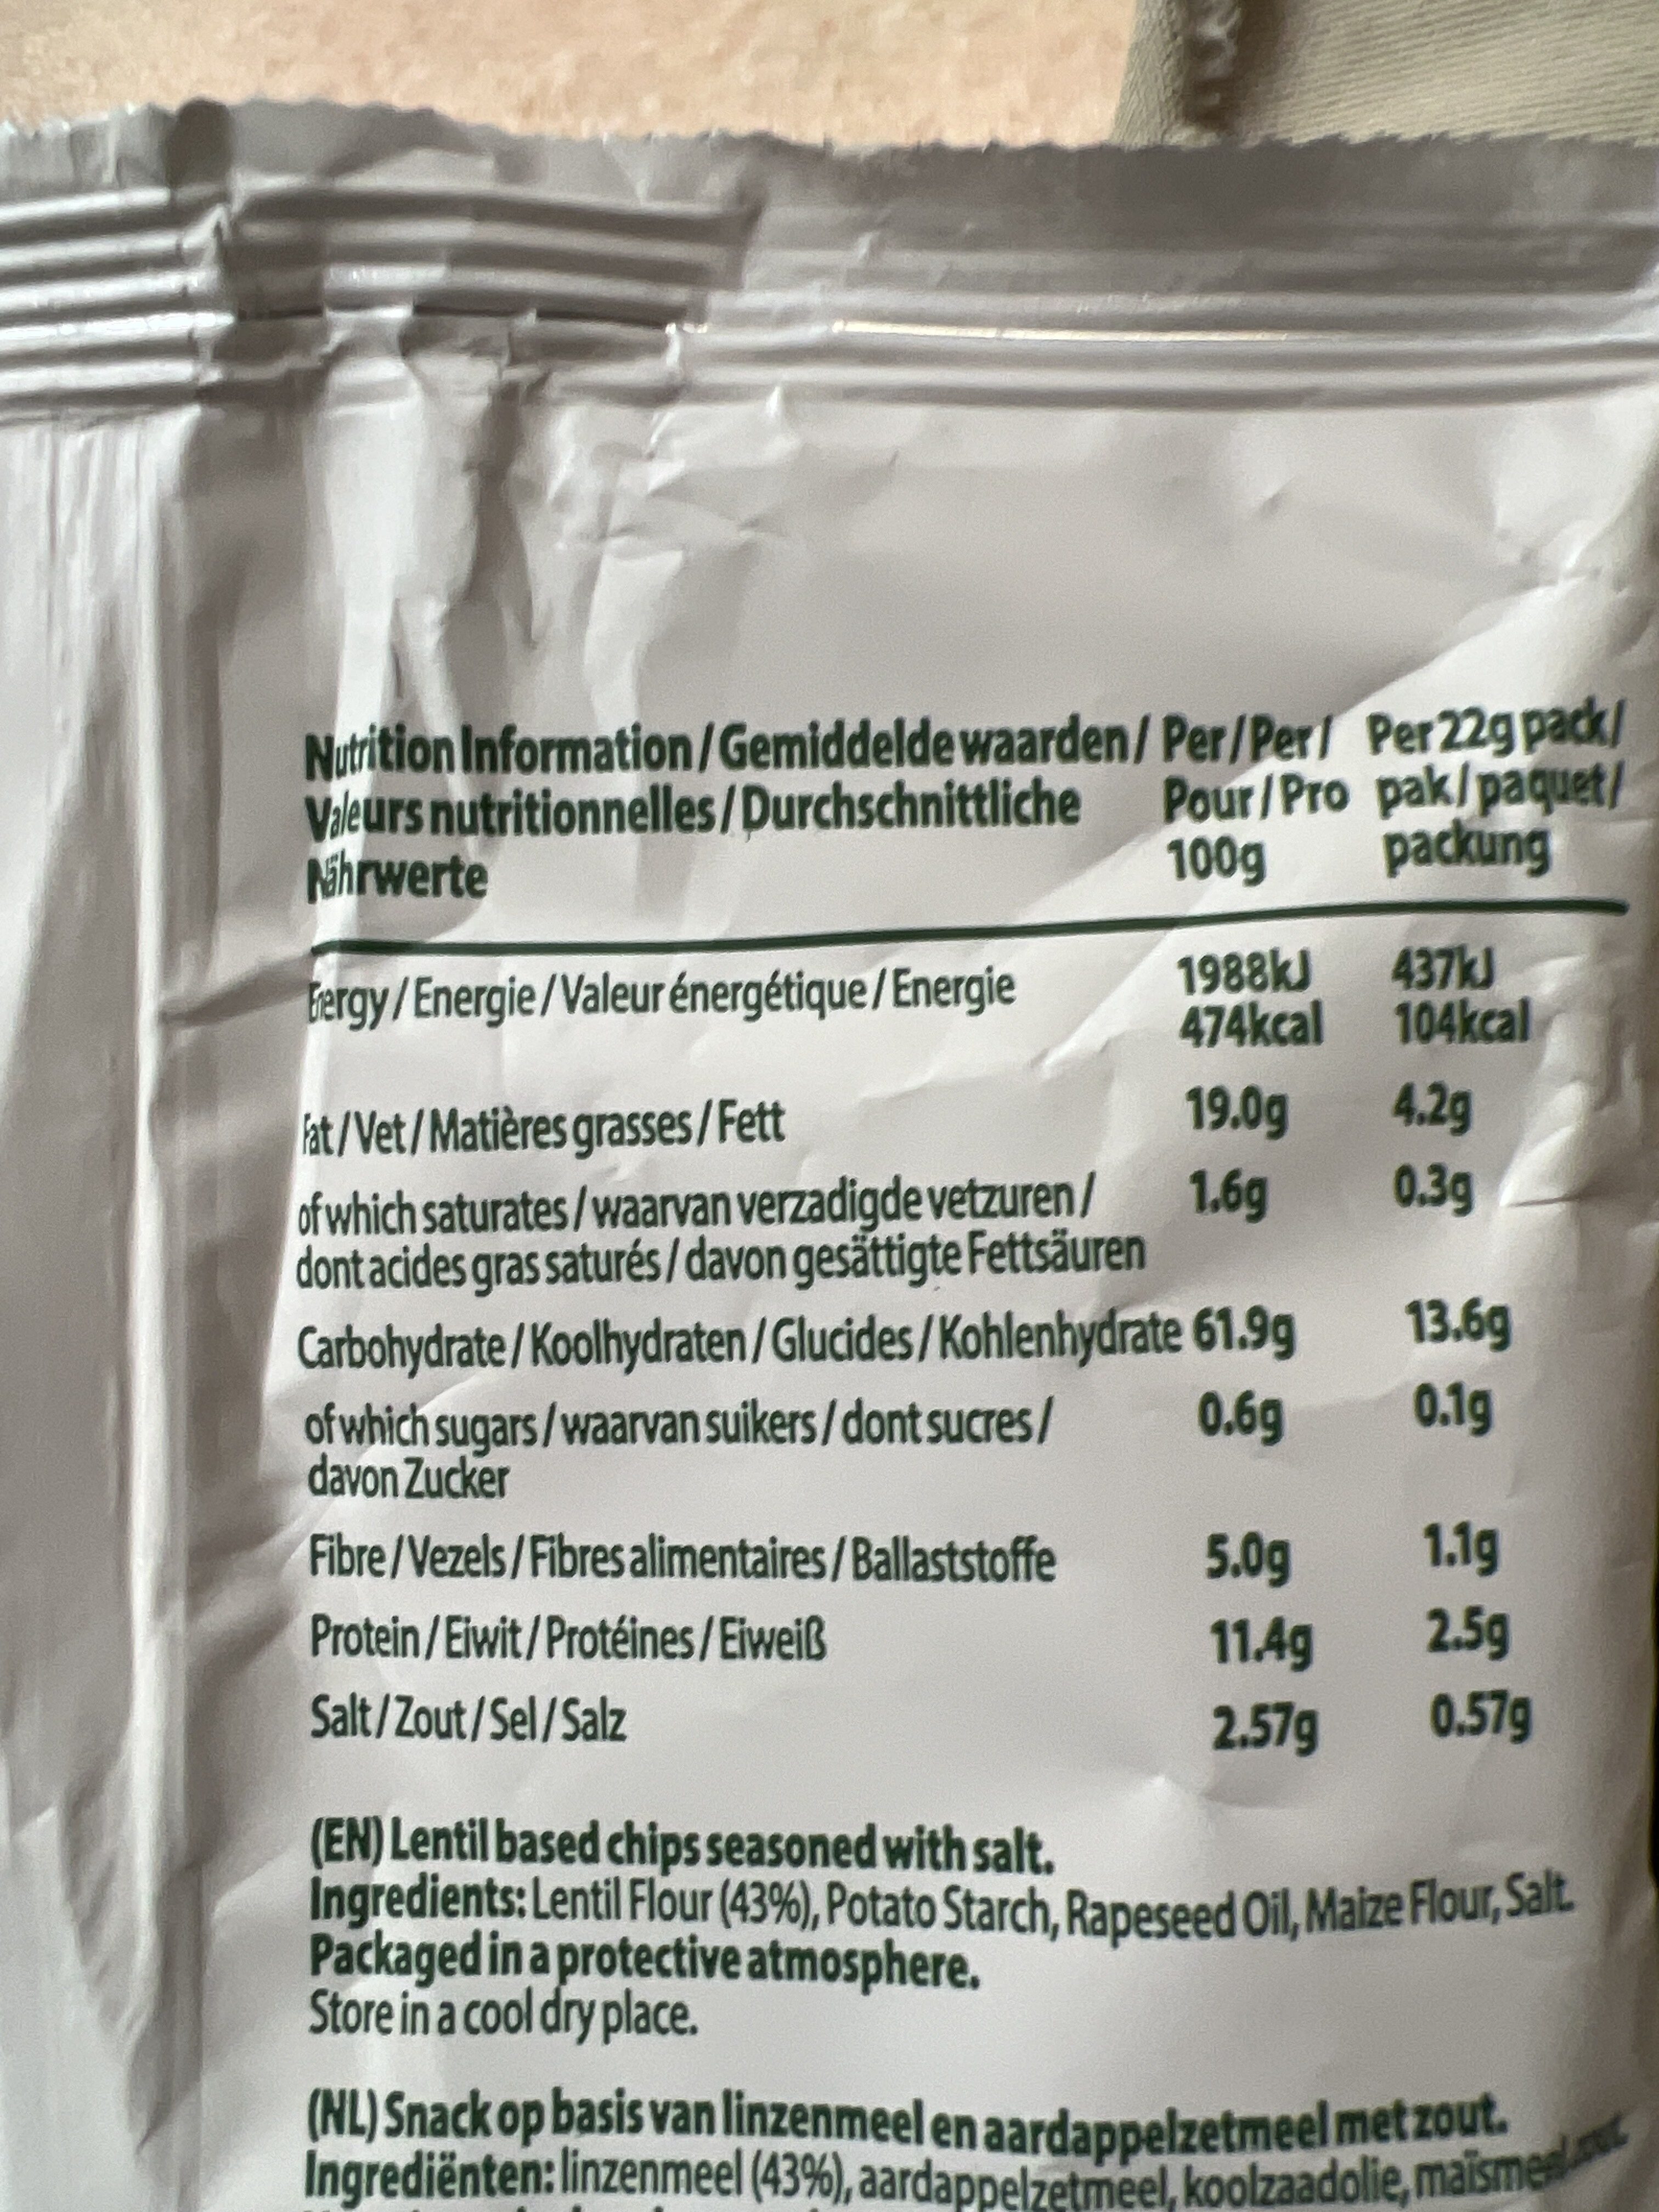 Nutrition Information / Gemiddelde waarden / Per / Per / Per 22g pack /
Valeurs nutritionnelles / Durchschnittliche Pour / Pro pak / paquet /
Nährwerte 100g packung
Energy / Energie / Valeur énergétique / Energie 1988kJ 437kJ
474kcal 104kcal
Fat / Vet / Matières grasses / Fett 19.0g 4.2g
of which saturates / waarvan verzadigde vetzuren / 1.6g 0.3g
dont acides gras saturés / davon gesättigte Fettsäuren
Carbohydrate / Koolhydraten / Glucides / Kohlenhydrate 61.9g 13.6g
of which sugars / waarvan suikers / dont sucres / 0.6g 0.1g
davon Zucker
Fibre / Vezels / Fibres alimentaires / Ballaststoffe 5.0g 1.1g
Protein / Eiwit / Protéines / Eiweiß 11.4g 2.5g
Salt / Zout / Sel / Salz 2.57g 0.57g
(EN) Lentil based chips seasoned with salt.
Ingredients: Lentil Flour (43%), Potato Starch, Rapeseed Oil, Maize Flour, Salt.
Packaged in a protective atmosphere.
Store in a cool dry place.
(NL) Snack op basis van linzenmeel en aardappelzetmeel met zout.
Ingrediënten: linzenmeel (43%), aardappelzetmeel, koolzaadolie, maïsmeel,